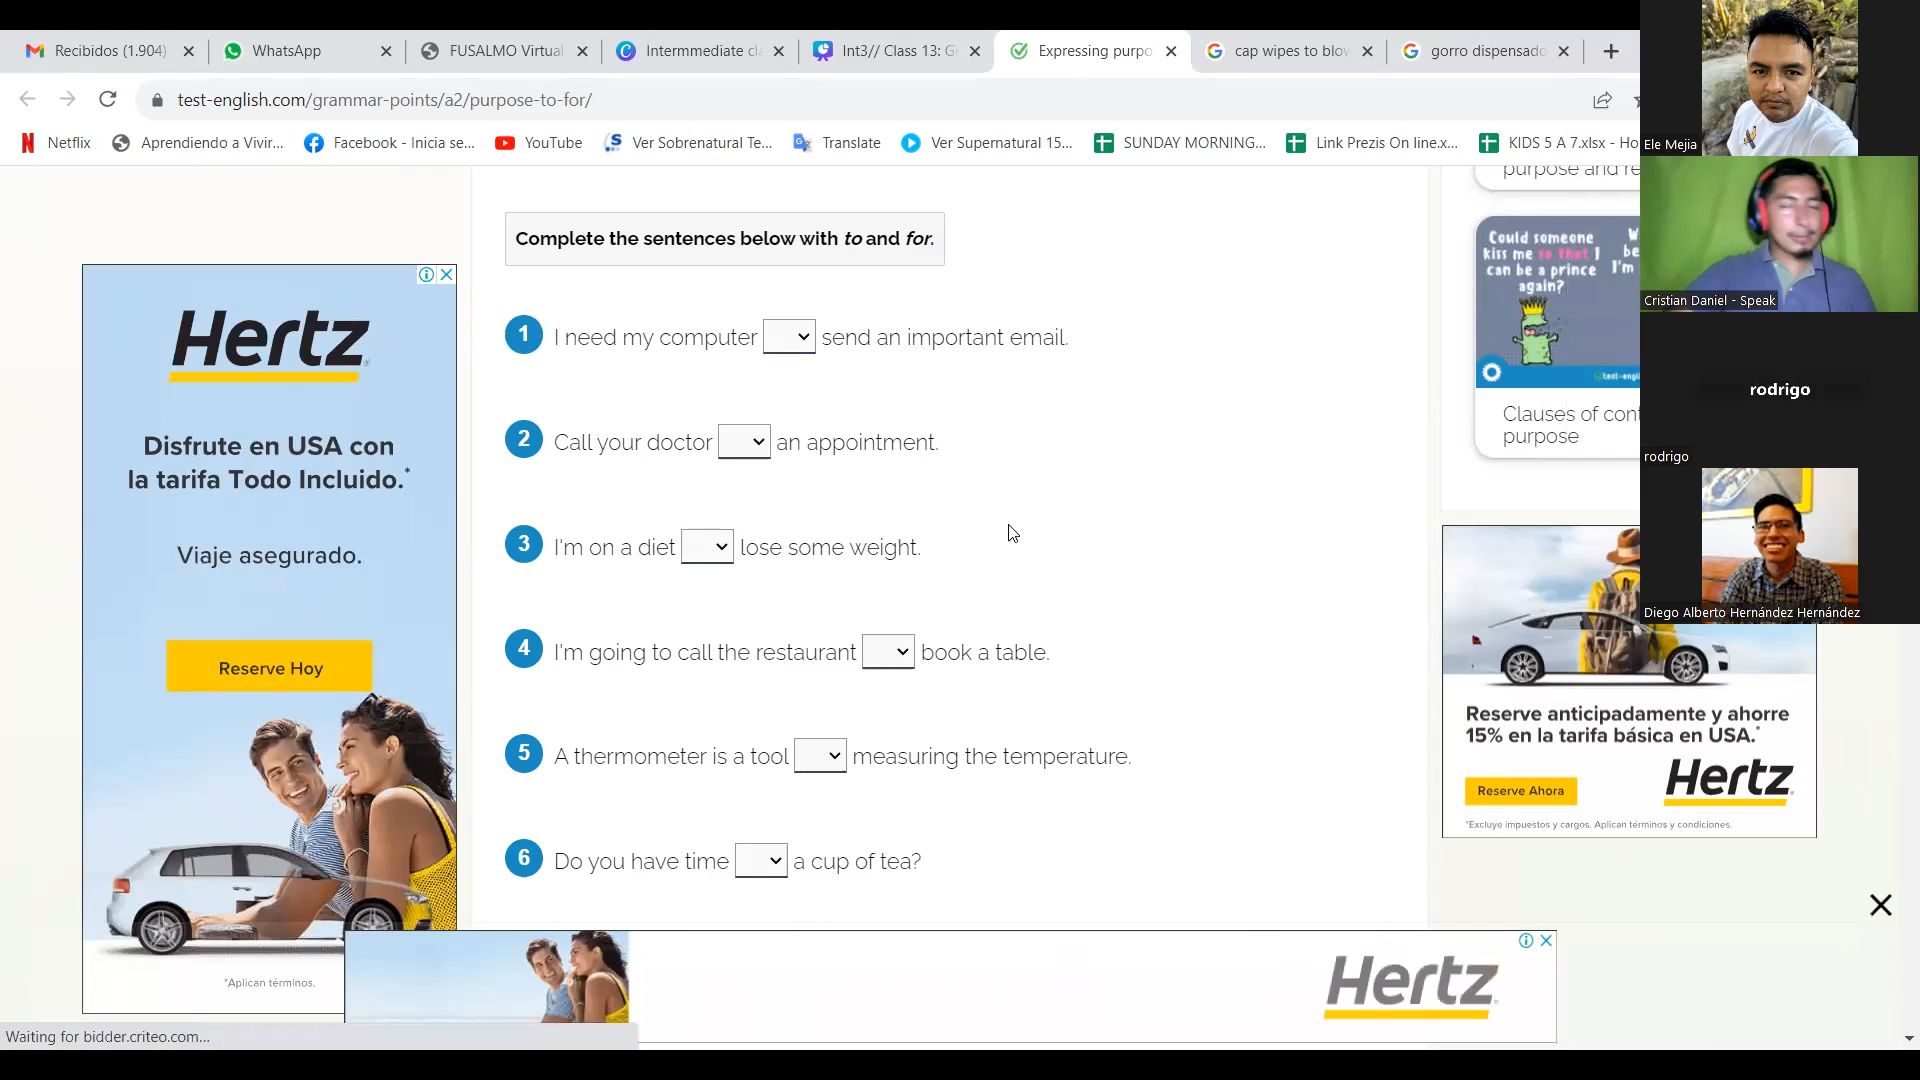 Recibidos (1.904)
WhatsApp
FUSALMO Virtual
Intermmediate cl
Int3// Class 13: G
Expressing purpo
cap wipes to blow
gorro dispensado
test-english.com/grammar-points/a2/purpose-to-for/
Netflix
Aprendiendo a Vivir...
Facebook - Inicia se...
YouTube
Ver Sobrenatural Te...
Translate
Ver Supernatural 15...
SUNDAY MORNING...
Link Prezis On line.x...
KIDS 5 A 7.xlsx - Ho
Ele Mejia
Cristian Daniel - Speak
rodrigo
rodrigo
Diego Alberto Hernández Hernández
Complete the sentences below with to and for.
1 I need my computer send an important email.
2 Call your doctor an appointment.
3 I'm on a diet lose some weight.
4 I'm going to call the restaurant book a table.
5 A thermometer is a tool measuring the temperature.
6 Do you have time a cup of tea?
Hertz
Disfrute en USA con
la tarifa Todo Incluido.*
Viaje asegurado.
Reserve Hoy
*Aplican términos.
purpose and re
Could someone
kiss me so that I
can be a prince
again?
W
be
I'm
Clauses of cont
purpose
Reserve anticipadamente y ahorre
15% en la tarifa básica en USA.*
Hertz
Reserve Ahora
*Excluye impuestos y cargos. Aplican términos y condiciones.
Hertz
Waiting for bidder.criteo.com...